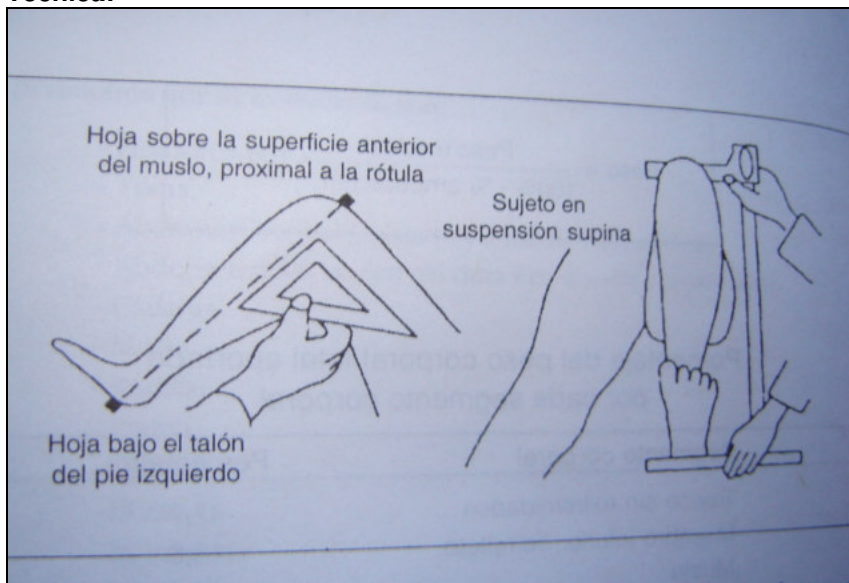 Hoja sobre la superficie anterior
del muslo, proximal a la rótula
Sujeto en
suspensión supina
Hoja bajo el talón
del pie izquierdo